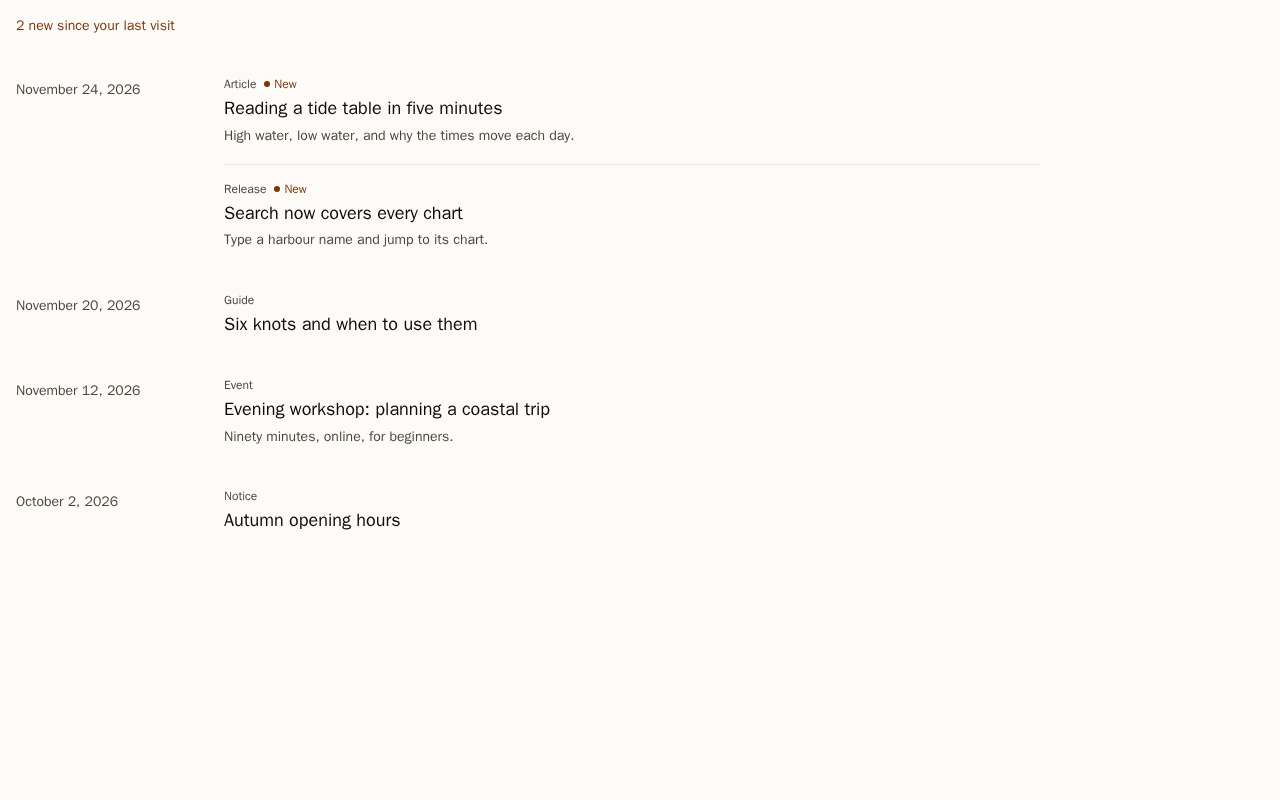 2 new since your last visit
November 24, 2026
Article • New
Reading a tide table in five minutes
High water, low water, and why the times move each day.
Release • New
Search now covers every chart
Type a harbour name and jump to its chart.
November 20, 2026
Guide
Six knots and when to use them
November 12, 2026
Event
Evening workshop: planning a coastal trip
Ninety minutes, online, for beginners.
October 2, 2026
Notice
Autumn opening hours